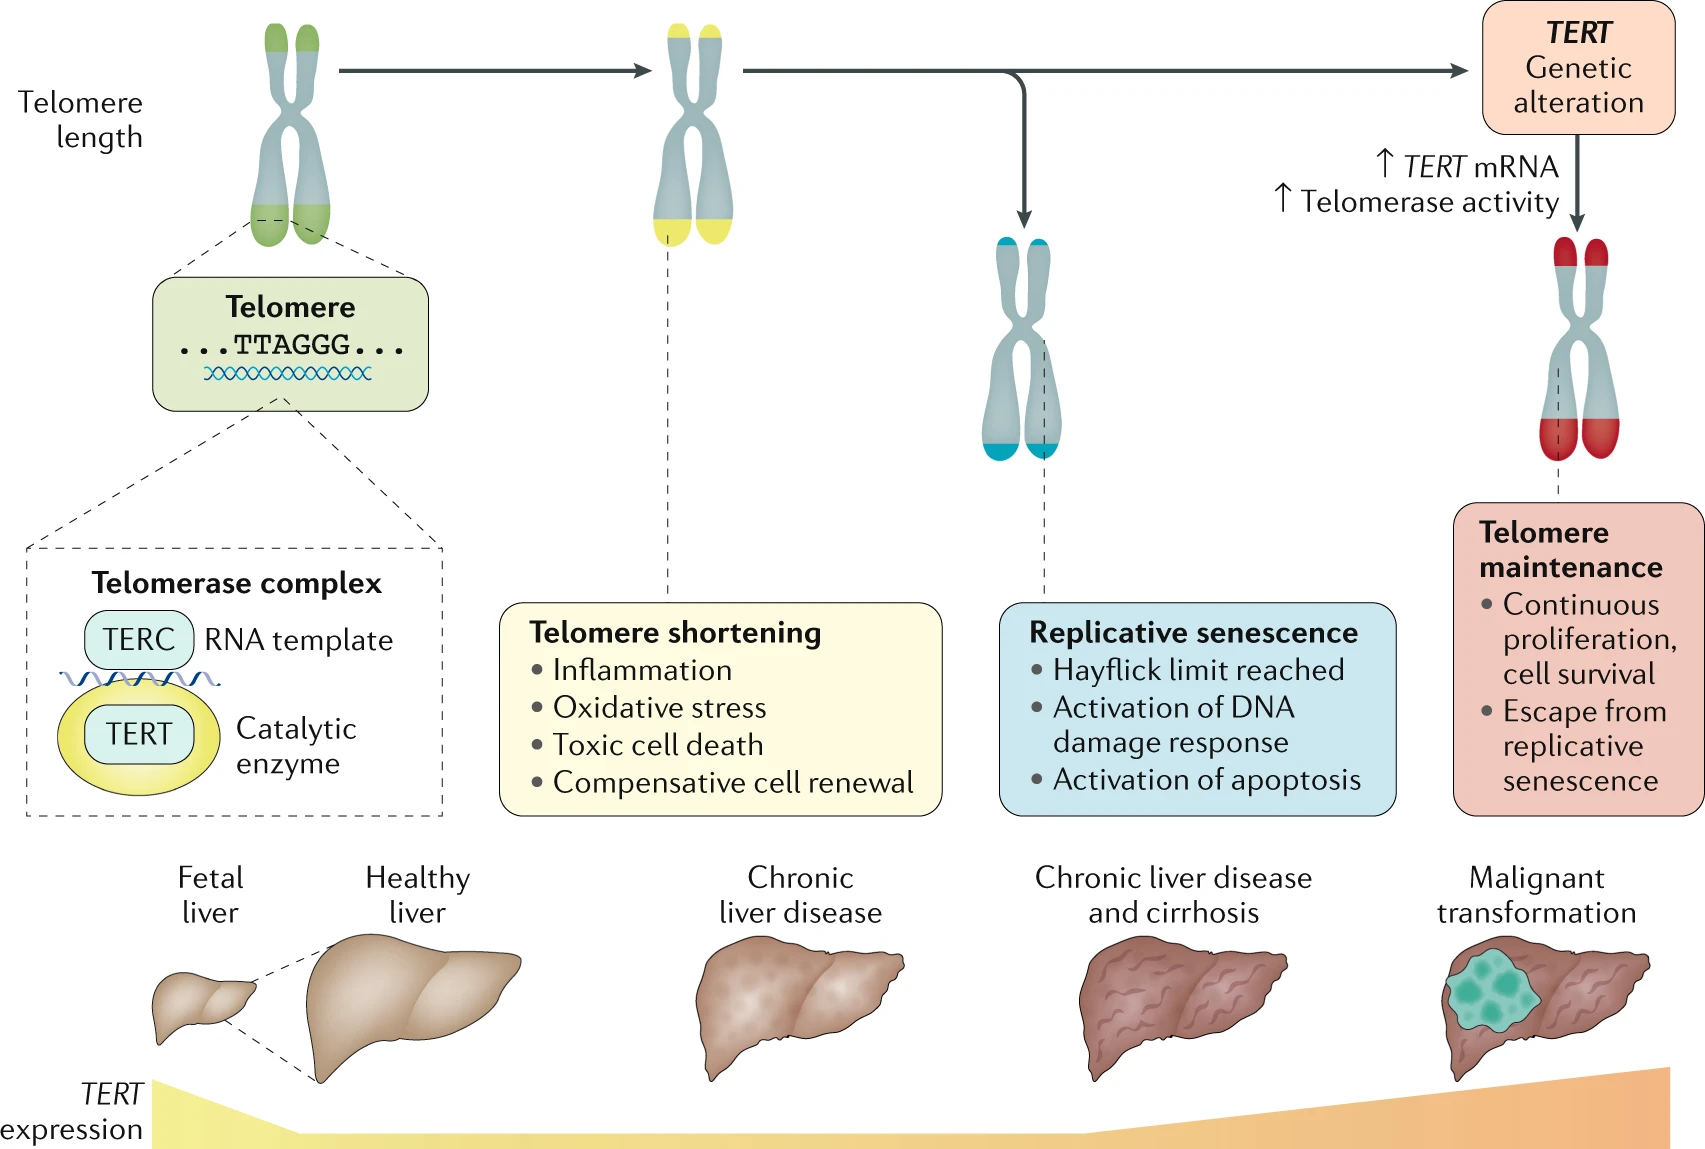 Telomere
length
TERT
Genetic
alteration
↑ TERT mRNA
↑ Telomerase activity
Telomere
...TTAGGG...
Telomerase complex
TERC
RNA template
TERT
Catalytic
enzyme
Telomere shortening
• Inflammation
• Oxidative stress
• Toxic cell death
• Compensative cell renewal
Replicative senescence
• Hayflick limit reached
• Activation of DNA
damage response
• Activation of apoptosis
Telomere
maintenance
• Continuous
proliferation,
cell survival
• Escape from
replicative
senescence
Fetal
liver
Healthy
liver
Chronic
liver disease
Chronic liver disease
and cirrhosis
Malignant
transformation
TERT
expression